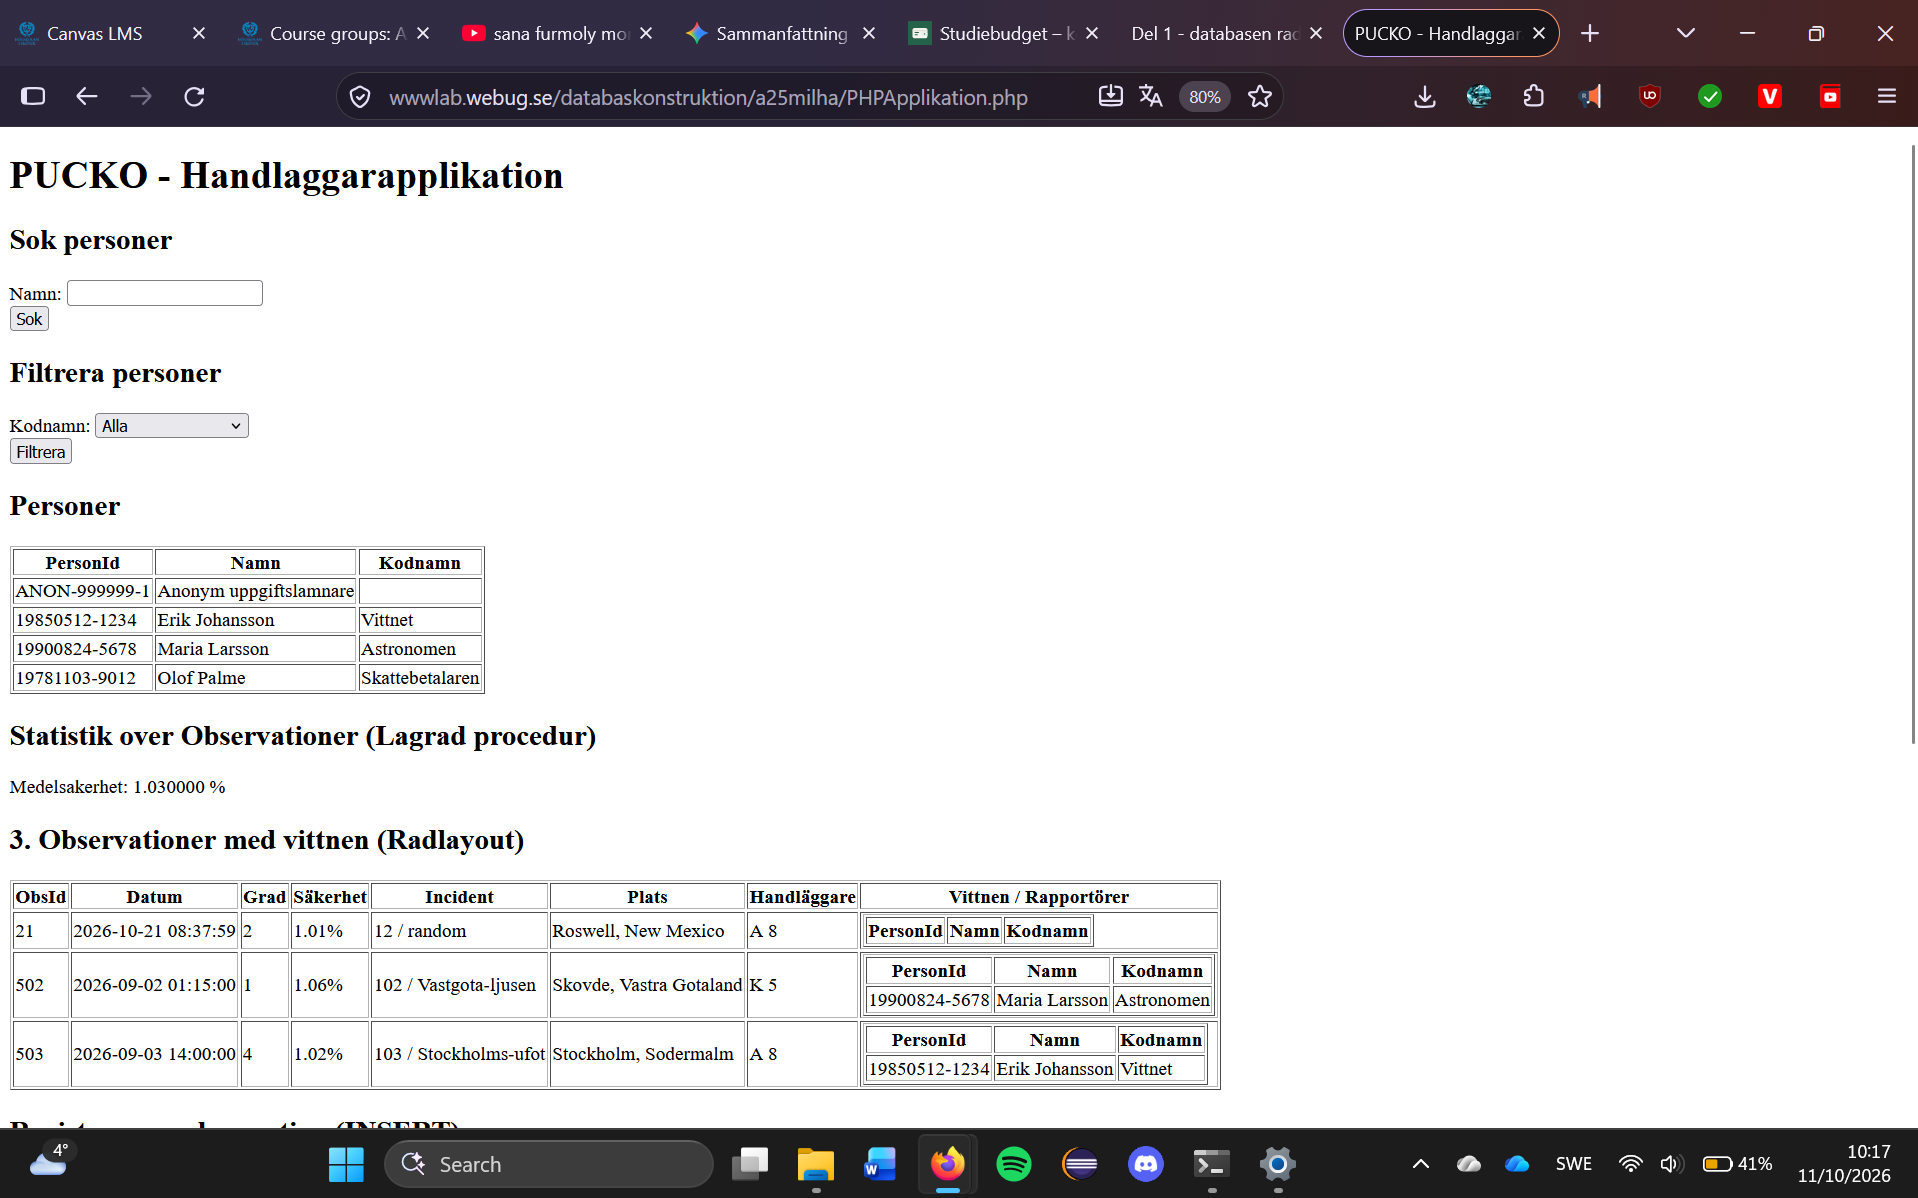 Canvas LMS
Course groups: A
sana furmoly mo
Sammanfattning
Studiebudget – k
Del 1 - databasen rad
PUCKO - Handlaggar
wwwlab.webug.se/databaskonstruktion/a25milha/PHPApplikation.php
80%
PUCKO - Handlaggarapplikation
Sok personer
Namn:
Sok
Filtrera personer
Kodnamn: Alla
Filtrera
Personer
PersonId Namn Kodnamn
ANON-999999-1 Anonym uppgiftslamnare
19850512-1234 Erik Johansson Vittnet
19900824-5678 Maria Larsson Astronomen
19781103-9012 Olof Palme Skattebetalaren
Statistik over Observationer (Lagrad procedur)
Medelsakerhet: 1.030000 %
3. Observationer med vittnen (Radlayout)
ObsId Datum Grad Säkerhet Incident Plats Handläggare Vittnen / Rapportörer
21 2026-10-21 08:37:59 2 1.01% 12 / random Roswell, New Mexico A 8 PersonId Namn Kodnamn
PersonId Namn Kodnamn
502 2026-09-02 01:15:00 1 1.06% 102 / Vastgota-ljusen Skovde, Vastra Gotaland K 5
19900824-5678 Maria Larsson Astronomen
PersonId Namn Kodnamn
503 2026-09-03 14:00:00 4 1.02% 103 / Stockholms-ufot Stockholm, Sodermalm A 8
19850512-1234 Erik Johansson Vittnet
4°
Search
SWE
41%
10:17
11/10/2026